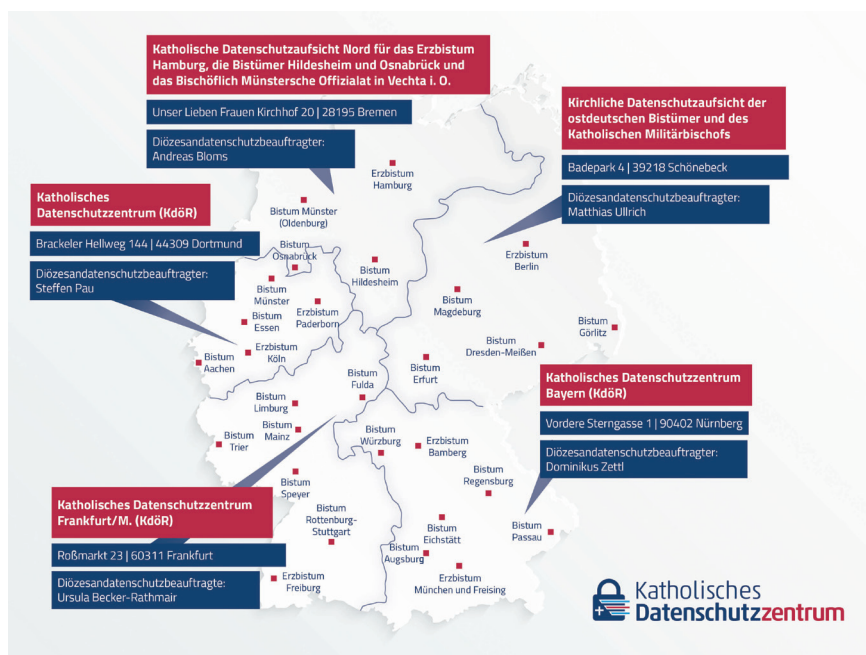 Katholische Datenschutzaufsicht Nord für das Erzbistum
Hamburg, die Bistümer Hildesheim und Osnabrück und
das Bischöflich Münstersche Offizialat in Vechta i. O.
Unser Lieben Frauen Kirchhof 20 | 28195 Bremen
Diözesandatenschutzbeauftragter:
Andreas Bloms
Kirchliche Datenschutzaufsicht der
ostdeutschen Bistümer und des
Katholischen Militärbischofs
Badepark 4 | 39218 Schönebeck
Diözesandatenschutzbeauftragter:
Matthias Ullrich
Katholisches
Datenschutzzentrum (KdöR)
Brackeler Hellweg 144 | 44309 Dortmund
Diözesandatenschutzbeauftragter:
Steffen Pau
Erzbistum
Hamburg
Bistum Münster
(Oldenburg)
Bistum
Osnabrück
Bistum
Hildesheim
Erzbistum
Berlin
Bistum
Münster
Bistum
Essen
Erzbistum
Paderborn
Bistum
Magdeburg
Bistum
Görlitz
Bistum
Dresden-Meißen
Erzbistum
Köln
Bistum
Aachen
Bistum
Erfurt
Bistum
Fulda
Bistum
Limburg
Bistum
Mainz
Bistum
Trier
Bistum
Würzburg
Erzbistum
Bamberg
Bistum
Speyer
Bistum
Regensburg
Bistum
Rottenburg-
Stuttgart
Bistum
Eichstätt
Bistum
Passau
Bistum
Augsburg
Erzbistum
Freiburg
Erzbistum
München und Freising
Katholisches Datenschutzzentrum
Bayern (KdöR)
Vordere Sterngasse 1 | 90402 Nürnberg
Diözesandatenschutzbeauftragter:
Dominikus Zettl
Katholisches Datenschutzzentrum
Frankfurt/M. (KdöR)
Roßmarkt 23 | 60311 Frankfurt
Diözesandatenschutzbeauftragte:
Ursula Becker-Rathmair
Katholisches
Datenschutzzentrum